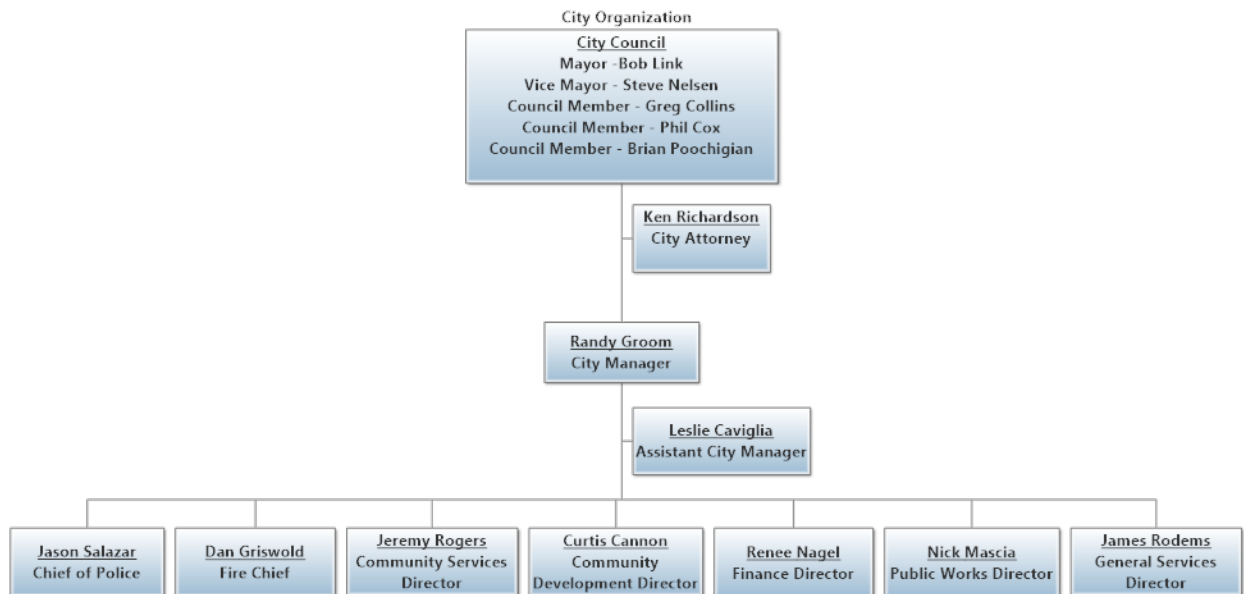 City Organization
City Council
Mayor -Bob Link
Vice Mayor - Steve Nelsen
Council Member - Greg Collins
Council Member - Phil Cox
Council Member - Brian Poochigian
Ken Richardson
City Attorney
Randy Groom
City Manager
Leslie Caviglia
Assistant City Manager
Jason Salazar
Chief of Police
Dan Griswold
Fire Chief
Jeremy Rogers
Community Services
Director
Curtis Cannon
Community
Development Director
Renee Nagel
Finance Director
Nick Mascia
Public Works Director
James Rodems
General Services
Director